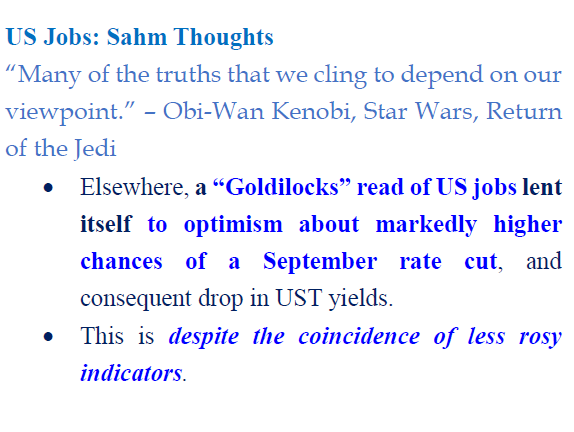 US Jobs: Sahm Thoughts
“Many of the truths that we cling to depend on our
viewpoint.” – Obi-Wan Kenobi, Star Wars, Return
of the Jedi
• Elsewhere, a “Goldilocks” read of US jobs lent
itself to optimism about markedly higher
chances of a September rate cut, and
consequent drop in UST yields.
• This is despite the coincidence of less rosy
indicators.